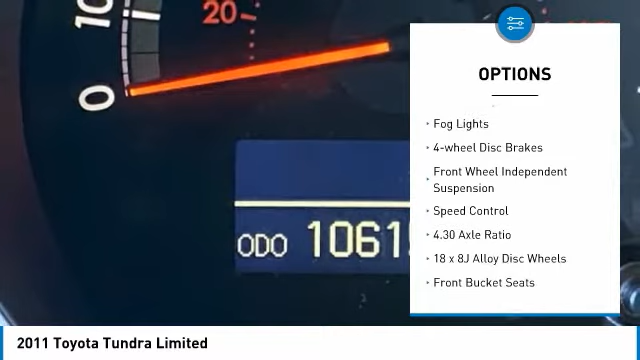 10
20
0
ODO 1061
OPTIONS
Fog Lights
4-wheel Disc Brakes
Front Wheel Independent
Suspension
Speed Control
4.30 Axle Ratio
18 x 8J Alloy Disc Wheels
Front Bucket Seats
2011 Toyota Tundra Limited